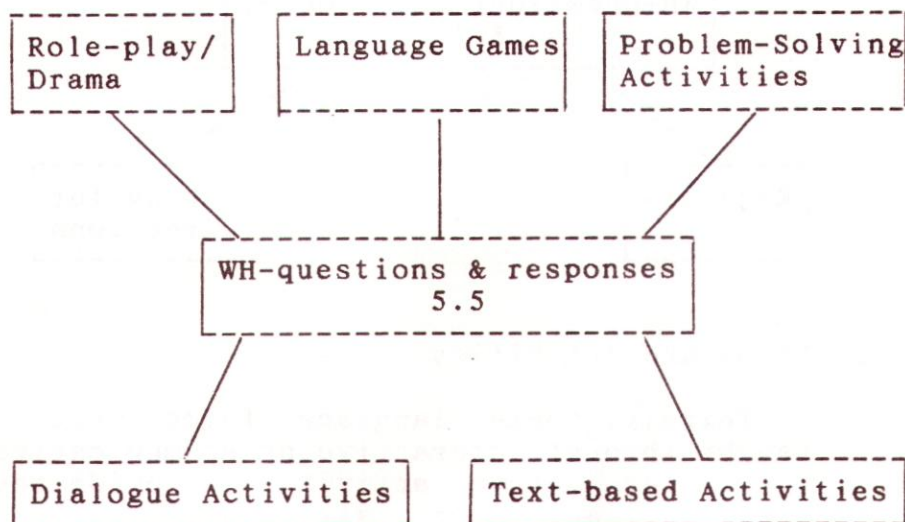 Role-play/
Drama
Language Games
Problem-Solving
Activities
WH-questions & responses
5.5
Dialogue Activities
Text-based Activities